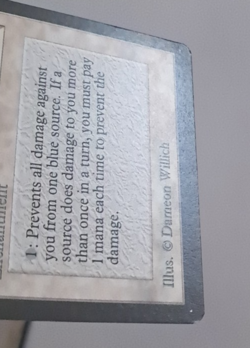 Enchantment
1: Prevents all damage against
you from one blue source. If a
source does damage to you more
than once in a turn, you must pay
1 mana each time to prevent the
damage.
Illus. © Dameon Willich